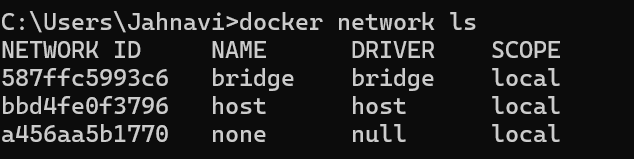 C:\Users\Jahnavi>docker network ls
NETWORK ID     NAME      DRIVER    SCOPE
587ffc5993c6   bridge    bridge    local
bbd4fe0f3796   host      host      local
a456aa5b1770   none      null      local